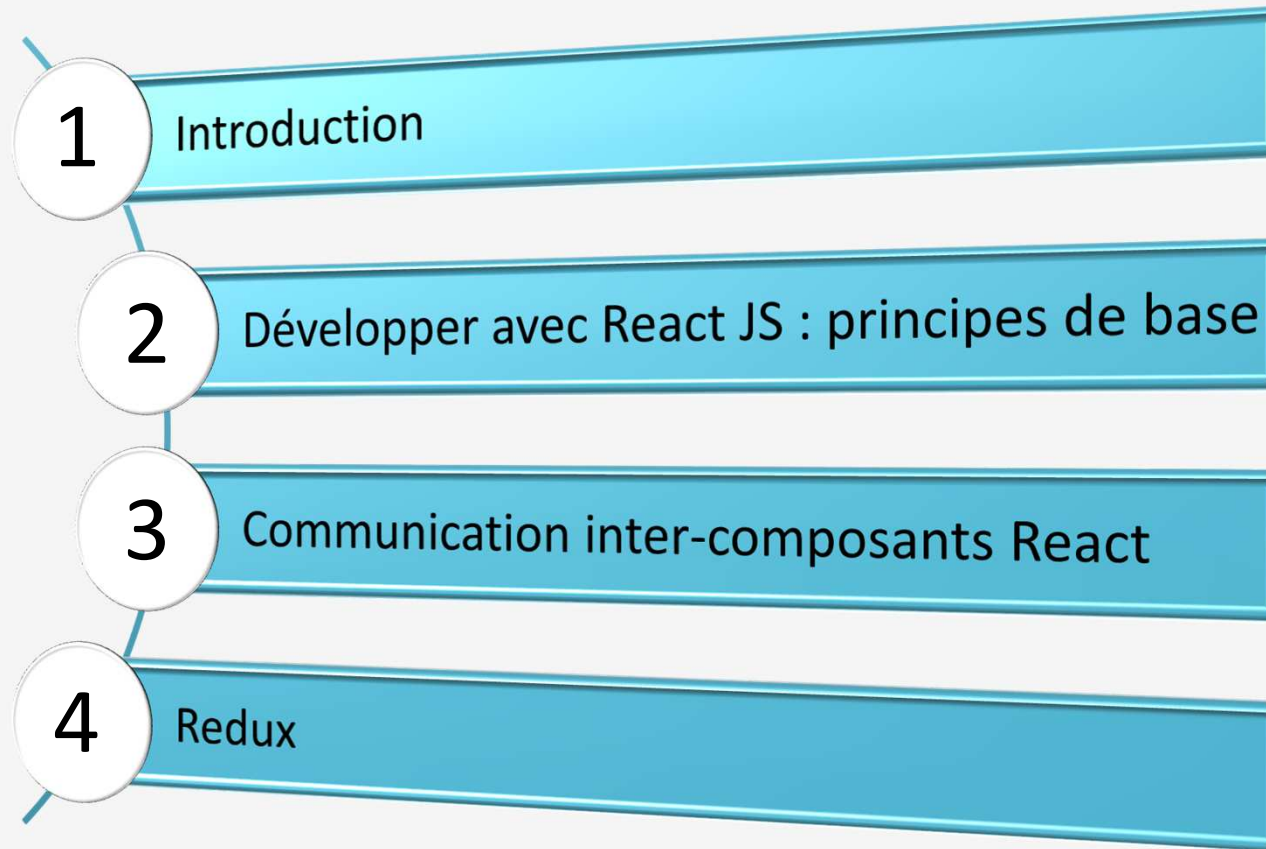 1
Introduction
2
Développer avec React JS : principes de base
3
Communication inter-composants React
4
Redux